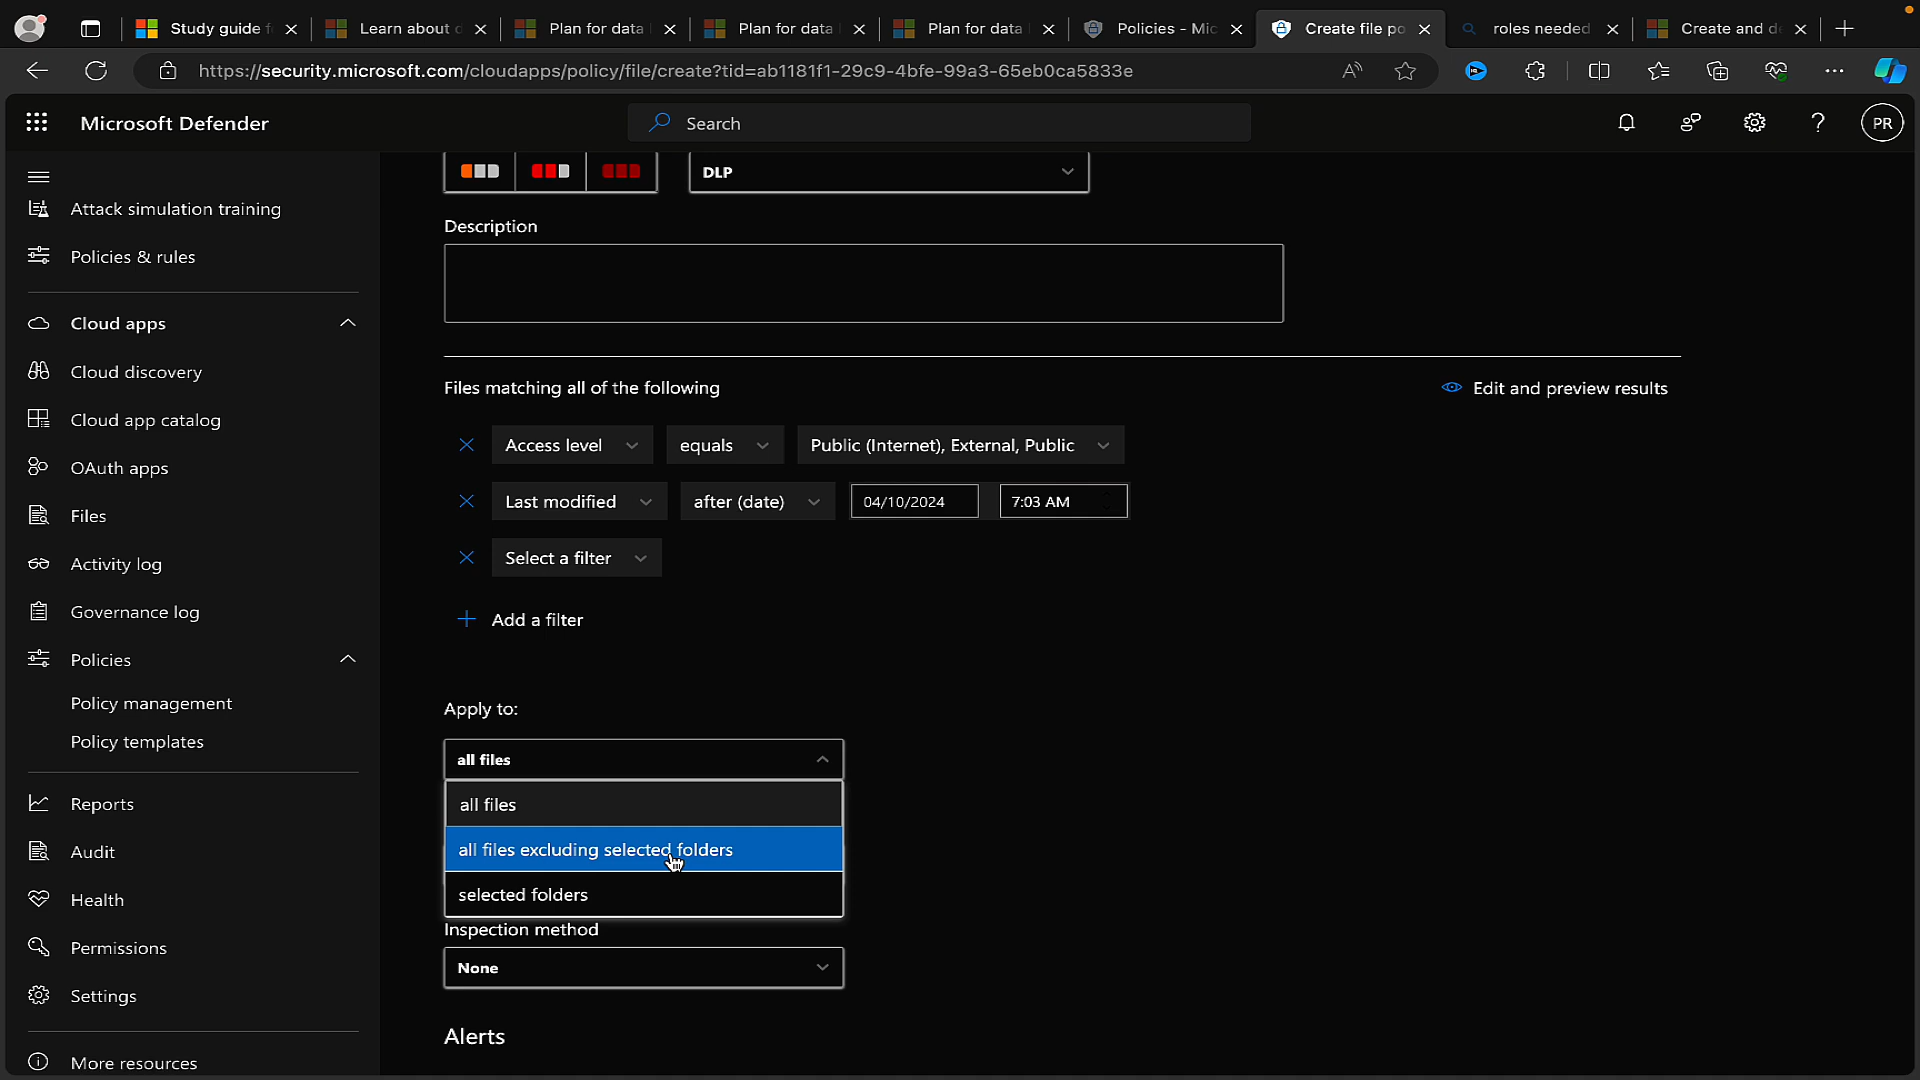 Study guide f
Learn about d
Plan for data
Plan for data
Plan for data
Policies - Mic
Create file po
roles needed
Create and de
https://security.microsoft.com/cloudapps/policy/file/create?tid=ab1181f1-29c9-4bfe-99a3-65eb0ca5833e
Microsoft Defender
Search
PR
Attack simulation training
Policies & rules
Cloud apps
Cloud discovery
Cloud app catalog
OAuth apps
Files
Activity log
Governance log
Policies
Policy management
Policy templates
Reports
Audit
Health
Permissions
Settings
More resources
DLP
Description
Files matching all of the following
Edit and preview results
Access level equals Public (Internet), External, Public
Last modified after (date) 04/10/2024 7:03 AM
Select a filter
Add a filter
Apply to:
all files
all files
all files excluding selected folders
selected folders
Inspection method
None
Alerts